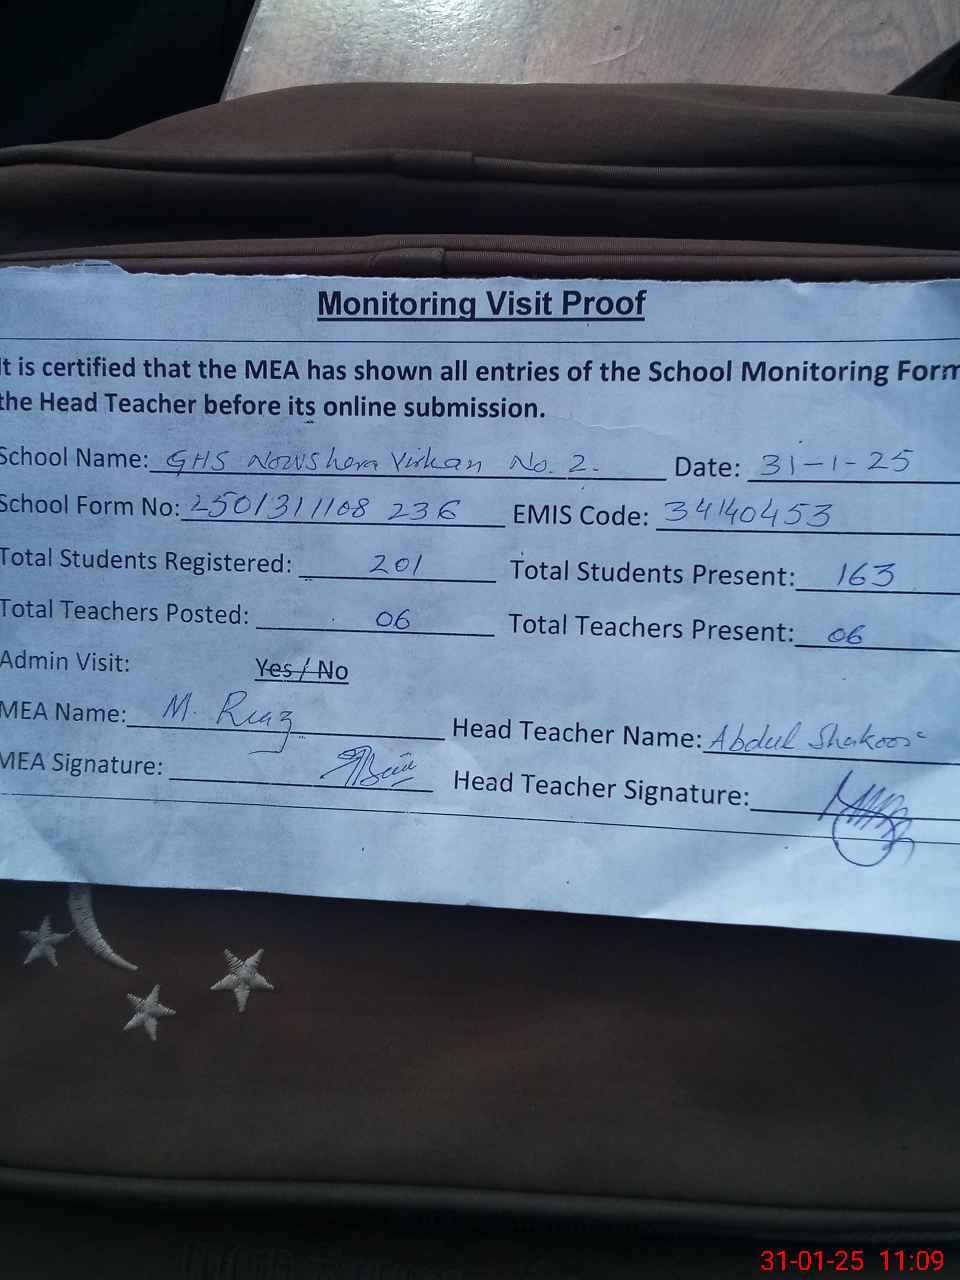 Monitoring Visit Proof
It is certified that the MEA has shown all entries of the School Monitoring Form
the Head Teacher before its online submission.
School Name: GHS Nowshera Virkan No. 2. Date: 31-1-25
School Form No: 2501311108 236 EMIS Code: 34140453
Total Students Registered: 201 Total Students Present: 163
Total Teachers Posted: 06 Total Teachers Present: 06
Admin Visit: Yes / No
MEA Name: M. Riaz Head Teacher Name: Abdul Shakoor
MEA Signature: Head Teacher Signature:
31-01-25 11:09